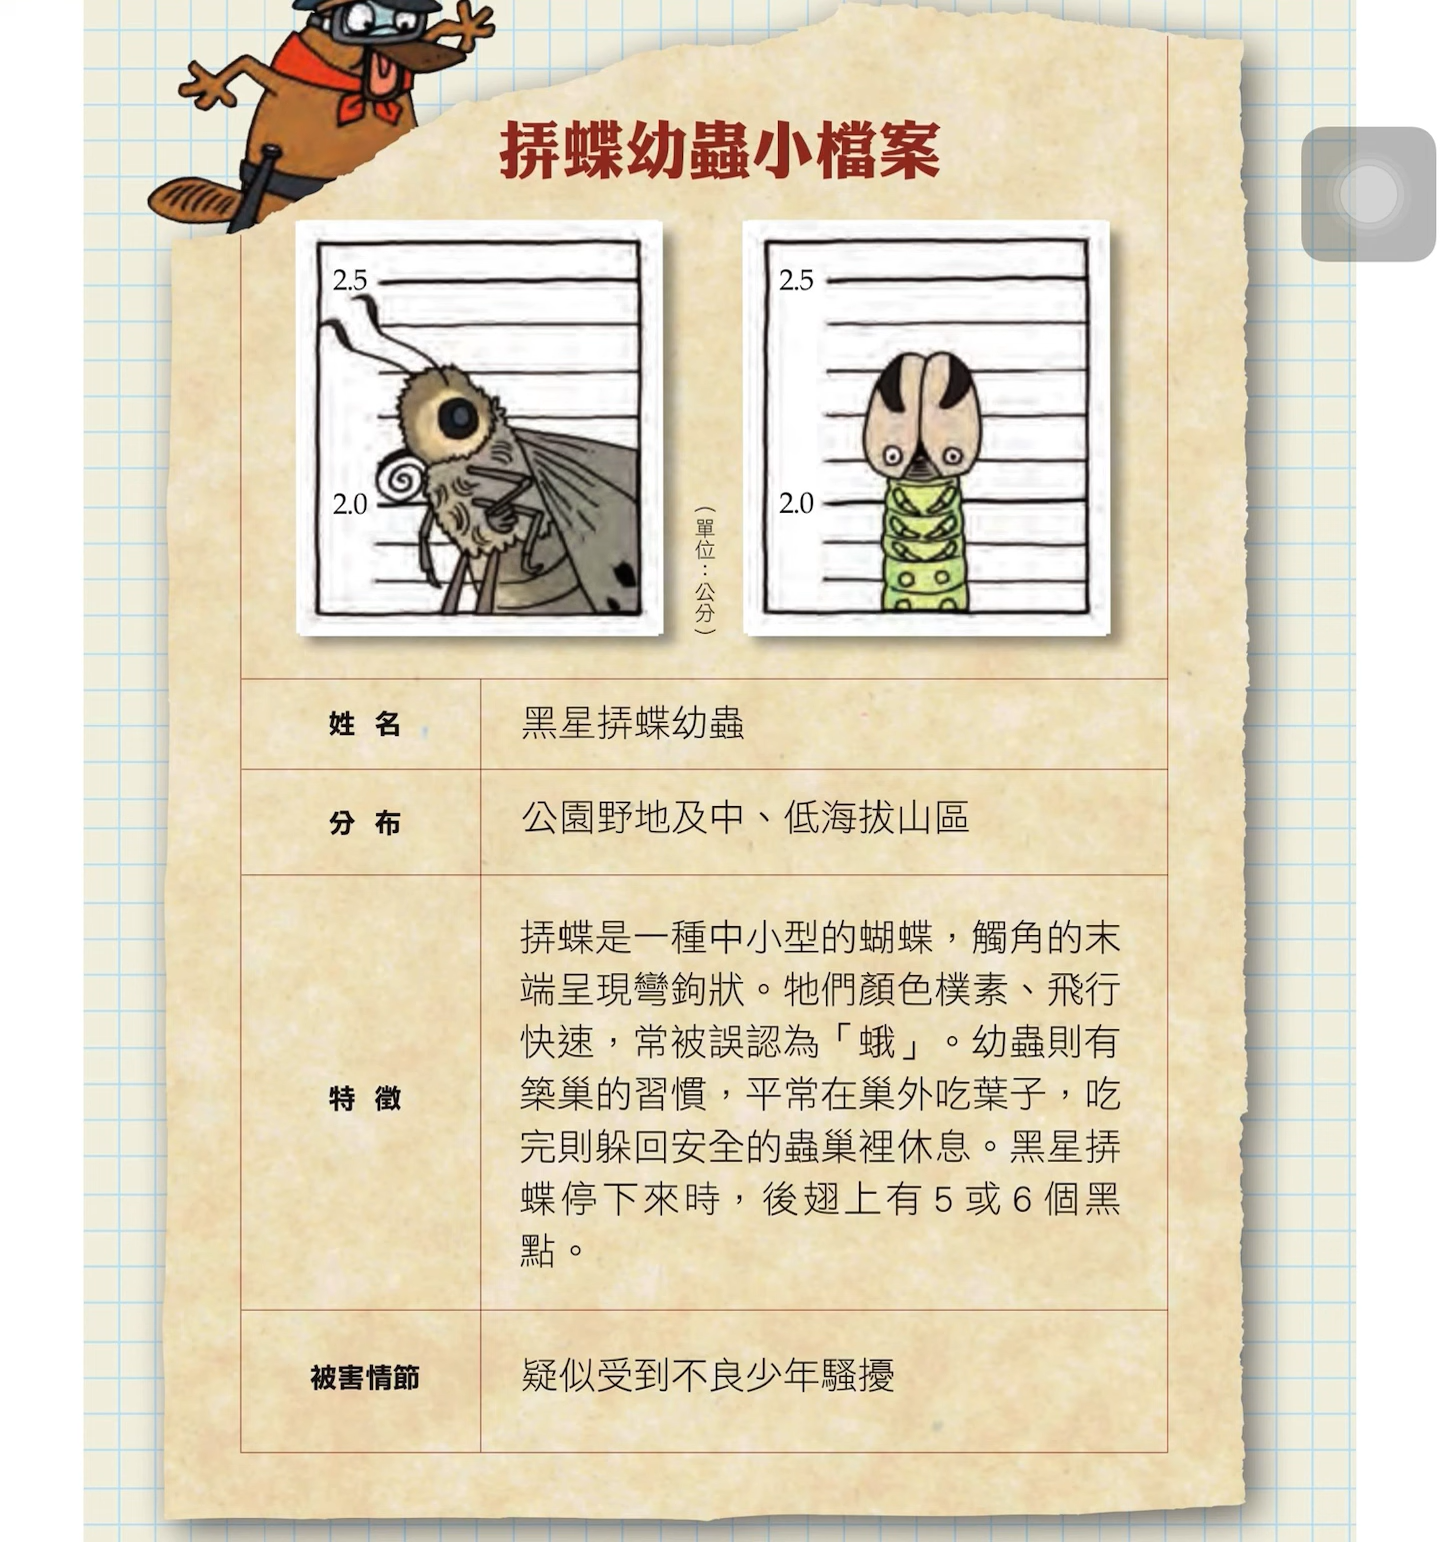 挵蝶幼蟲小檔案
2.5
2.0
(單位：公分)
2.5
2.0
姓 名
黑星挵蝶幼蟲
分 布
公園野地及中、低海拔山區
特 徵
挵蝶是一種中小型的蝴蝶，觸角的末
端呈現彎鉤狀。牠們顏色樸素、飛行
快速，常被誤認為「蛾」。幼蟲則有
築巢的習慣，平常在巢外吃葉子，吃
完則躲回安全的蟲巢裡休息。黑星挵
蝶停下來時，後翅上有5或6個黑
點。
被害情節
疑似受到不良少年騷擾